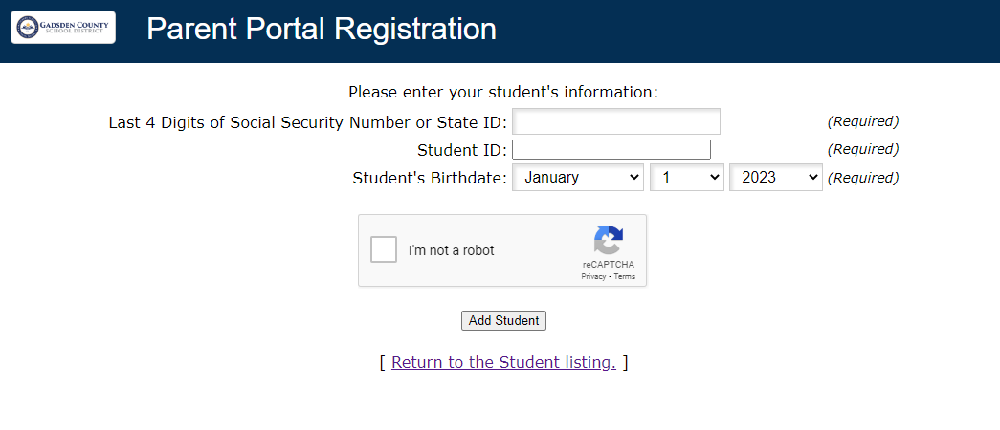 GADSDEN COUNTY
SCHOOL DISTRICT
Parent Portal Registration
Please enter your student's information:
Last 4 Digits of Social Security Number or State ID: (Required)
Student ID: (Required)
Student's Birthdate: January 1 2023 (Required)
I'm not a robot
reCAPTCHA
Privacy - Terms
Add Student
[ Return to the Student listing. ]